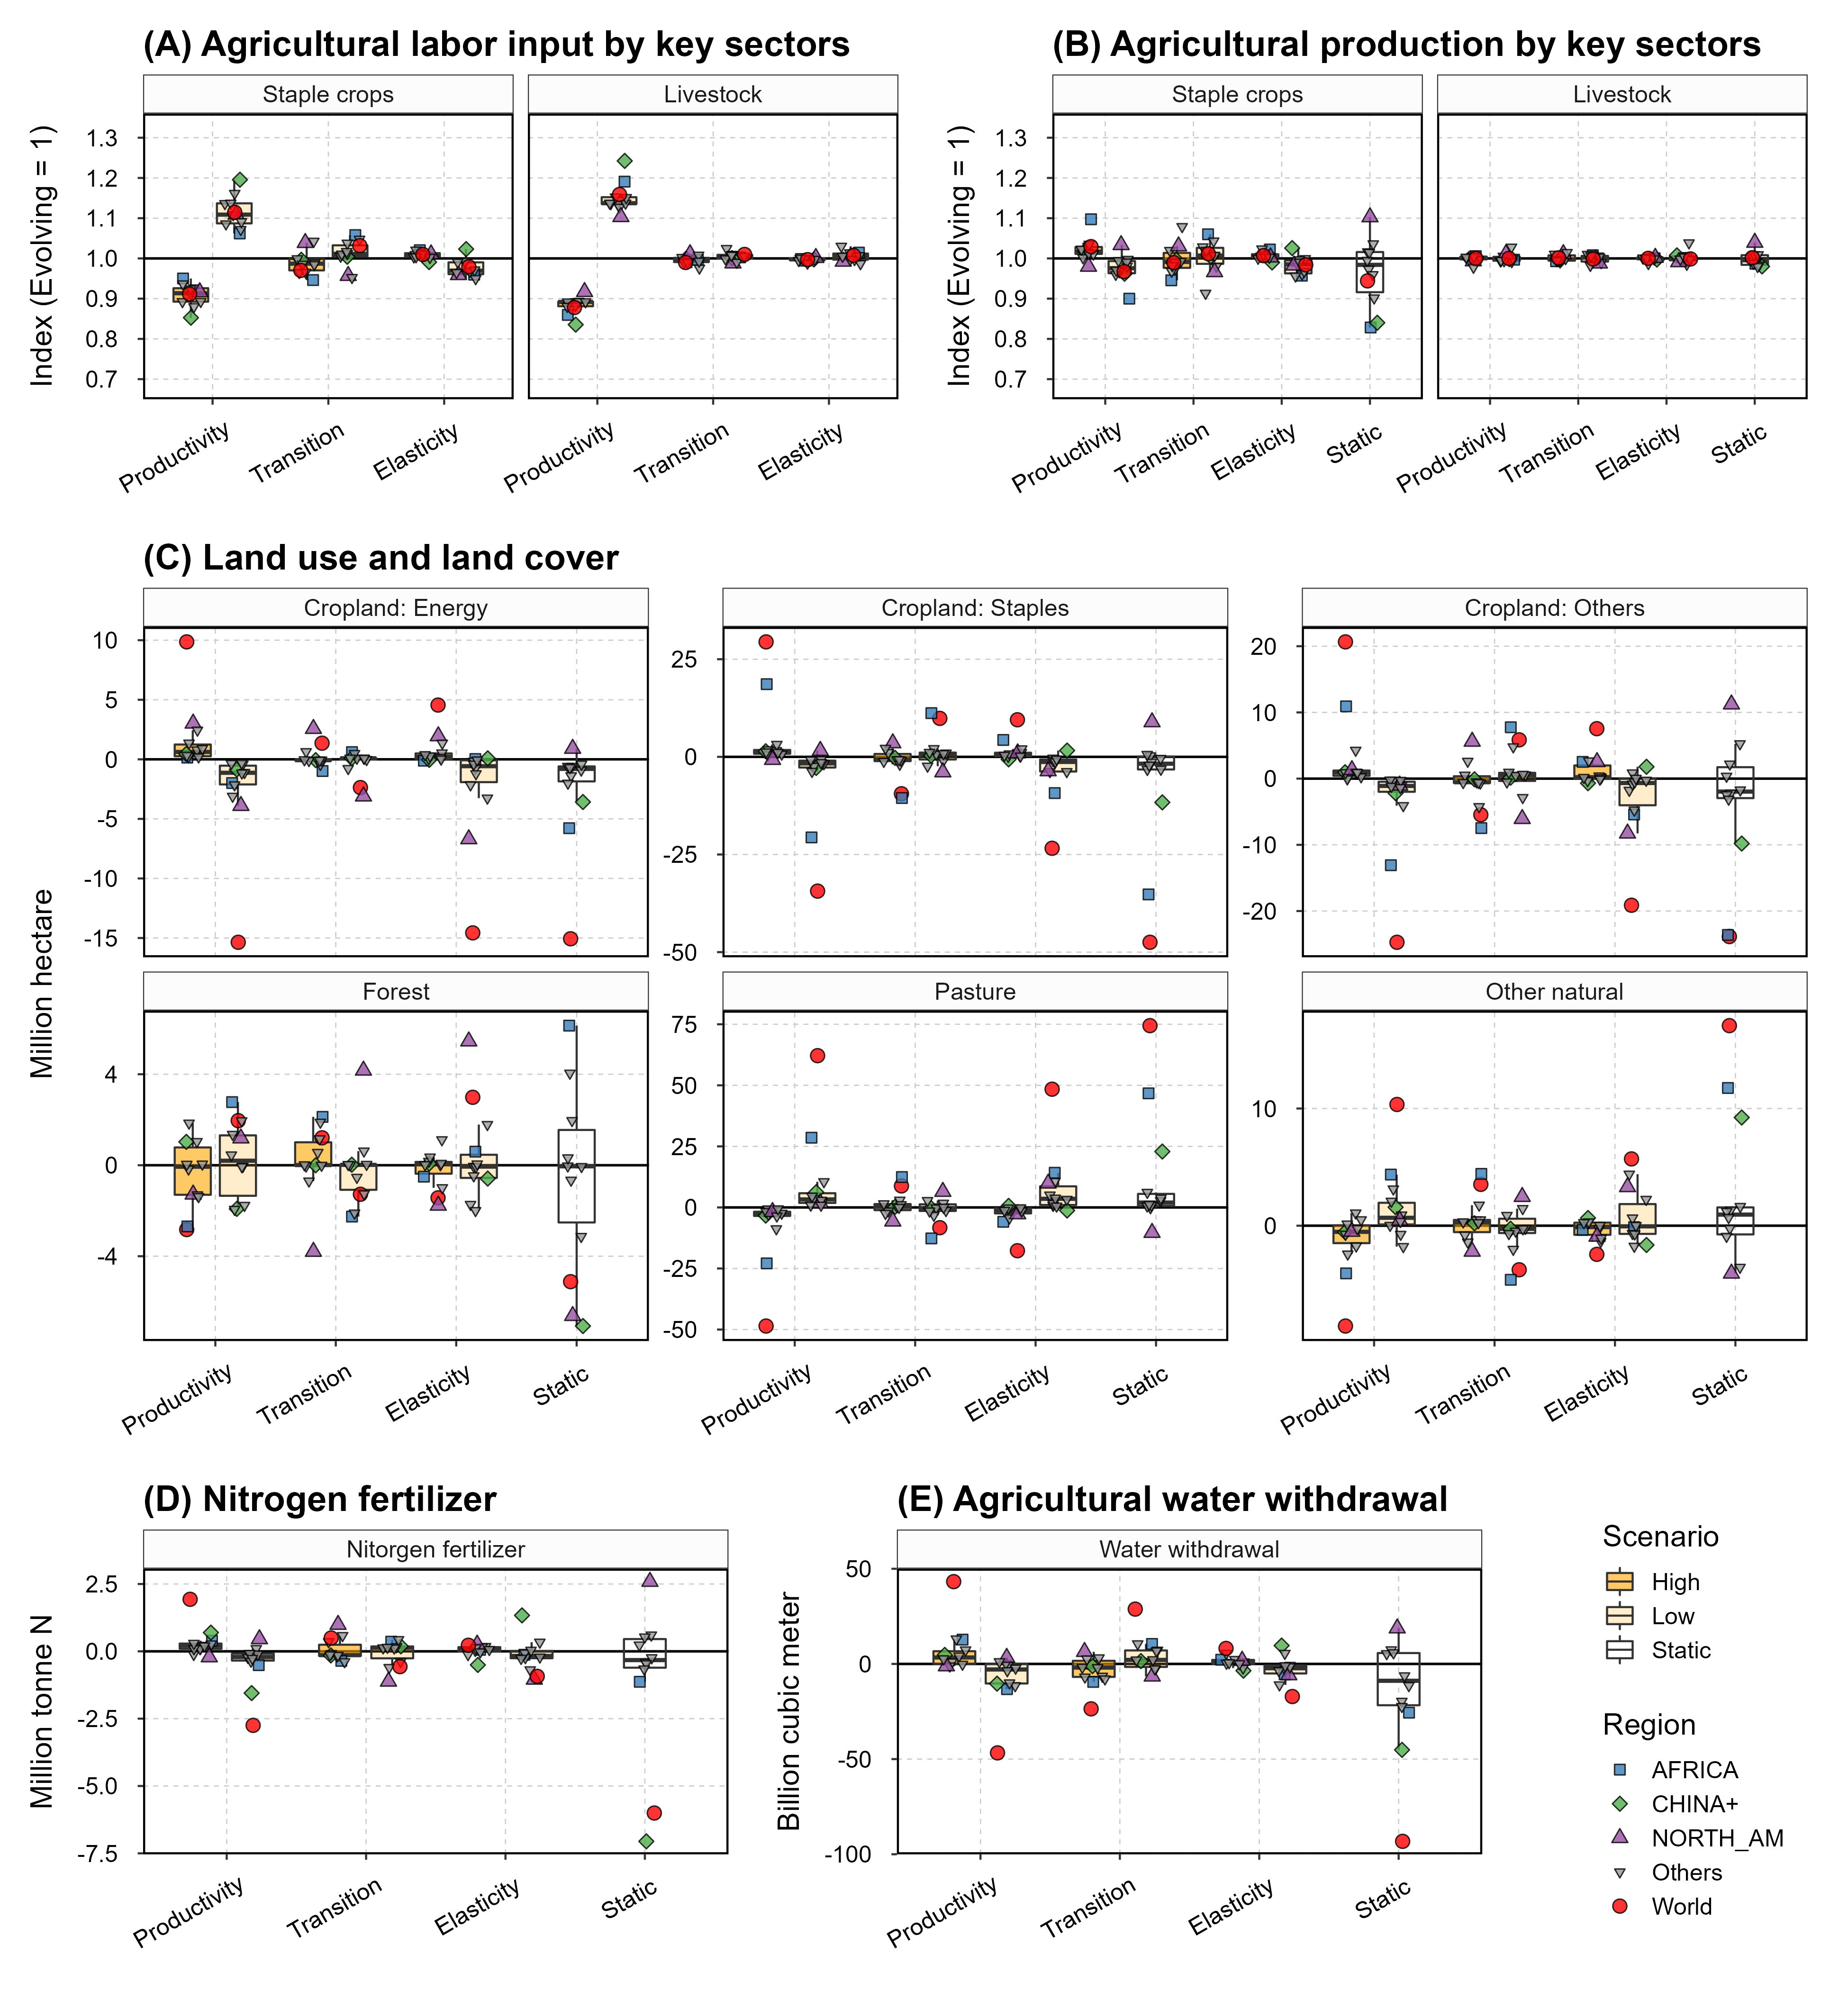 (A) Agricultural labor input by key sectors
(B) Agricultural production by key sectors
Staple crops
Livestock
Staple crops
Livestock
Index (Evolving = 1)
1.3
1.2
1.1
1.0
0.9
0.8
0.7
Index (Evolving = 1)
1.3
1.2
1.1
1.0
0.9
0.8
0.7
Productivity
Transition
Elasticity
Productivity
Transition
Elasticity
Productivity
Transition
Elasticity
Static
Productivity
Transition
Elasticity
Static
(C) Land use and land cover
Million hectare
Cropland: Energy
Cropland: Staples
Cropland: Others
10
5
0
-5
-10
-15
25
0
-25
-50
20
10
0
-10
-20
Forest
Pasture
Other natural
4
0
-4
75
50
25
0
-25
-50
10
0
Productivity
Transition
Elasticity
Static
Productivity
Transition
Elasticity
Static
Productivity
Transition
Elasticity
Static
(D) Nitrogen fertilizer
(E) Agricultural water withdrawal
Nitorgen fertilizer
Water withdrawal
Million tonne N
2.5
0.0
-2.5
-5.0
-7.5
Billion cubic meter
50
0
-50
-100
Productivity
Transition
Elasticity
Static
Productivity
Transition
Elasticity
Static
Scenario
High
Low
Static
Region
AFRICA
CHINA+
NORTH_AM
Others
World